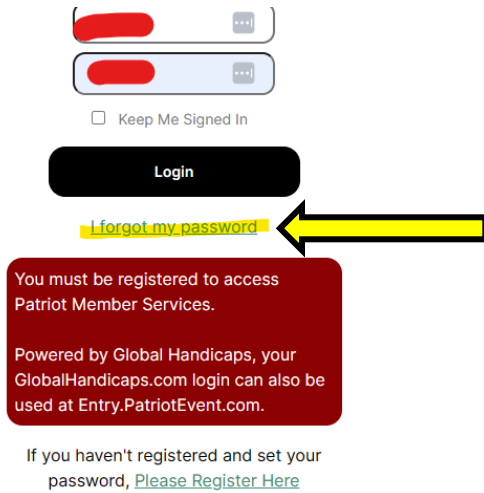 Keep Me Signed In
Login
I forgot my password
You must be registered to access
Patriot Member Services.
Powered by Global Handicaps, your
GlobalHandicaps.com login can also be
used at Entry.PatriotEvent.com.
If you haven't registered and set your
password, Please Register Here